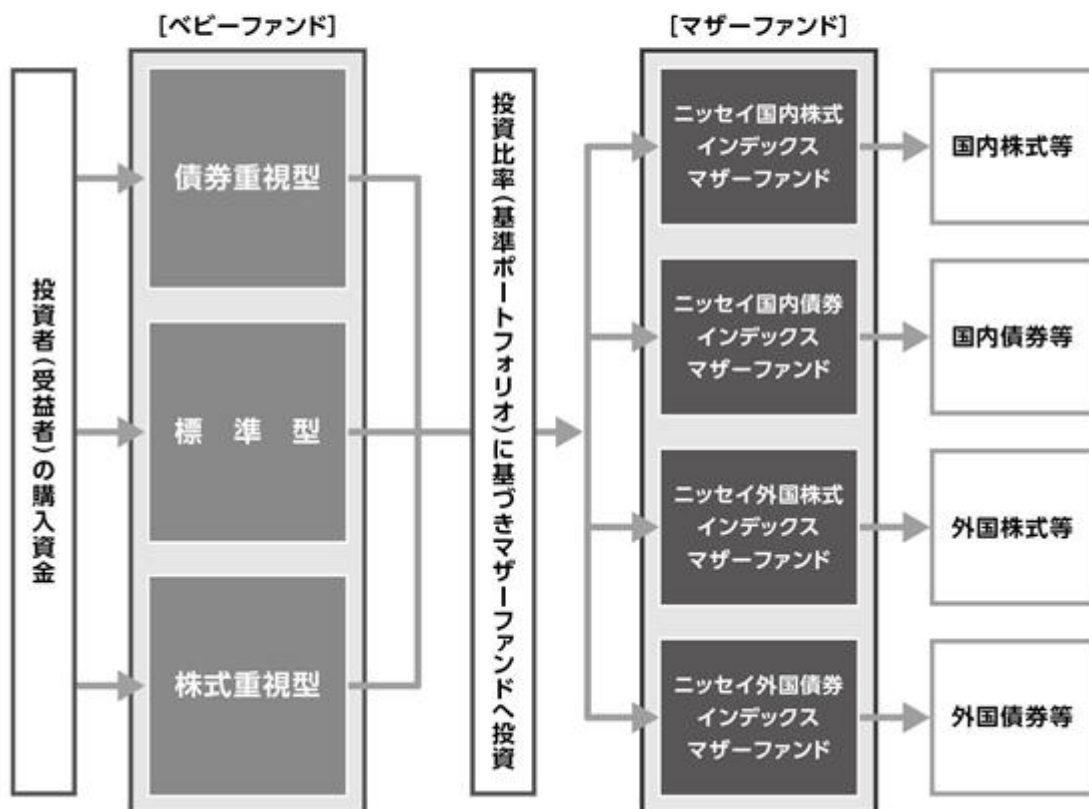 [ベビーファンド]
[マザーファンド]
投資者(受益者)の購入資金
債券重視型
標 準 型
株式重視型
投資比率(基準ポートフォリオ)に基づきマザーファンドへ投資
ニッセイ国内株式
インデックス
マザーファンド
国内株式等
ニッセイ国内債券
インデックス
マザーファンド
国内債券等
ニッセイ外国株式
インデックス
マザーファンド
外国株式等
ニッセイ外国債券
インデックス
マザーファンド
外国債券等